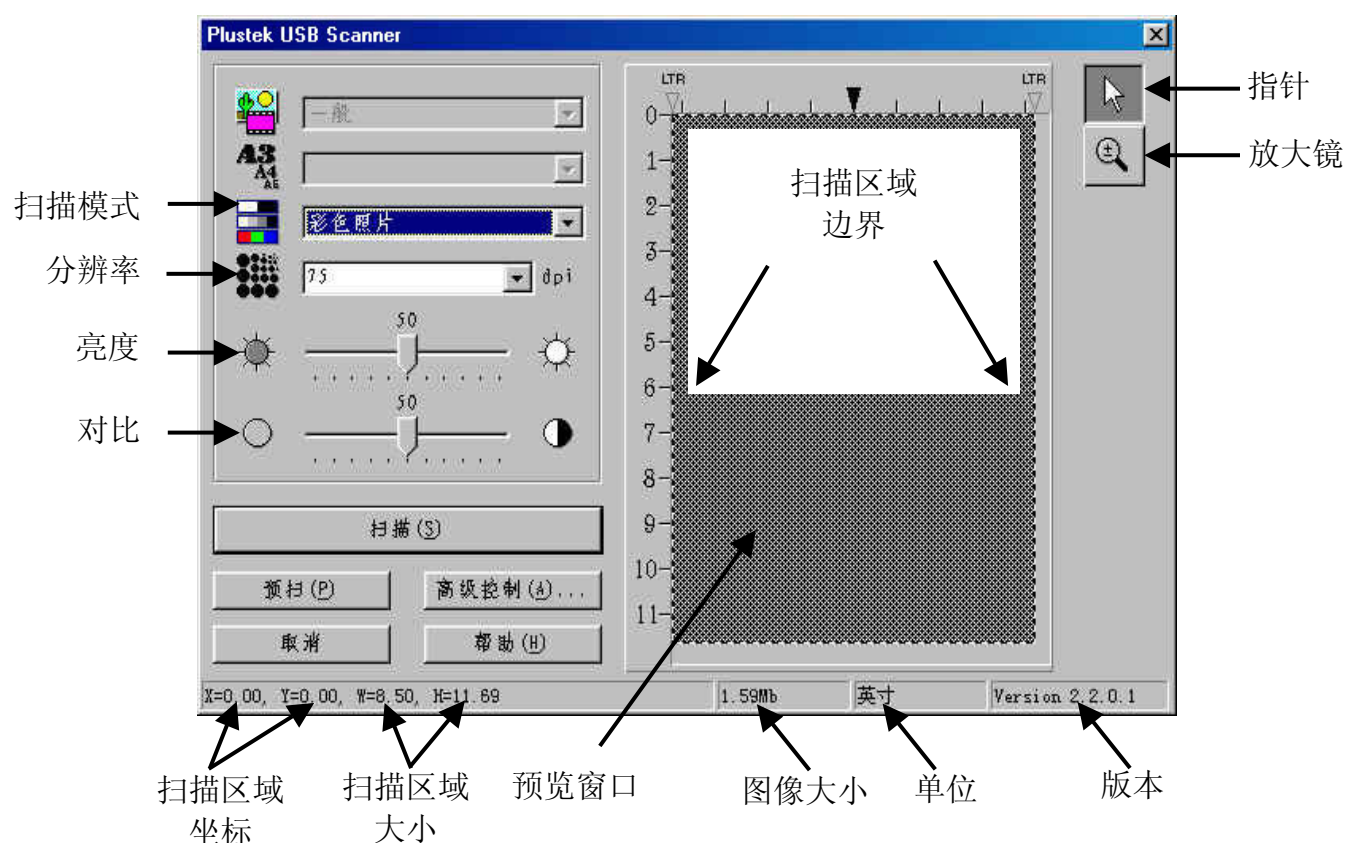 Plustek USB Scanner
一般
A3
A4
A6
扫描模式
彩色照片
分辨率
75
dpi
亮度
50
对比
50
扫描(S)
预扫(P)
高级控制(A)...
取消
帮助(H)
LTR
LTR
0
1
2
3
4
5
6
7
8
9
10
11
扫描区域
边界
指针
放大镜
X=0.00, Y=0.00, W=8.50, H=11.69
1.59Mb
英寸
Version 2.2.0.1
扫描区域
坐标
扫描区域
大小
预览窗口
图像大小
单位
版本